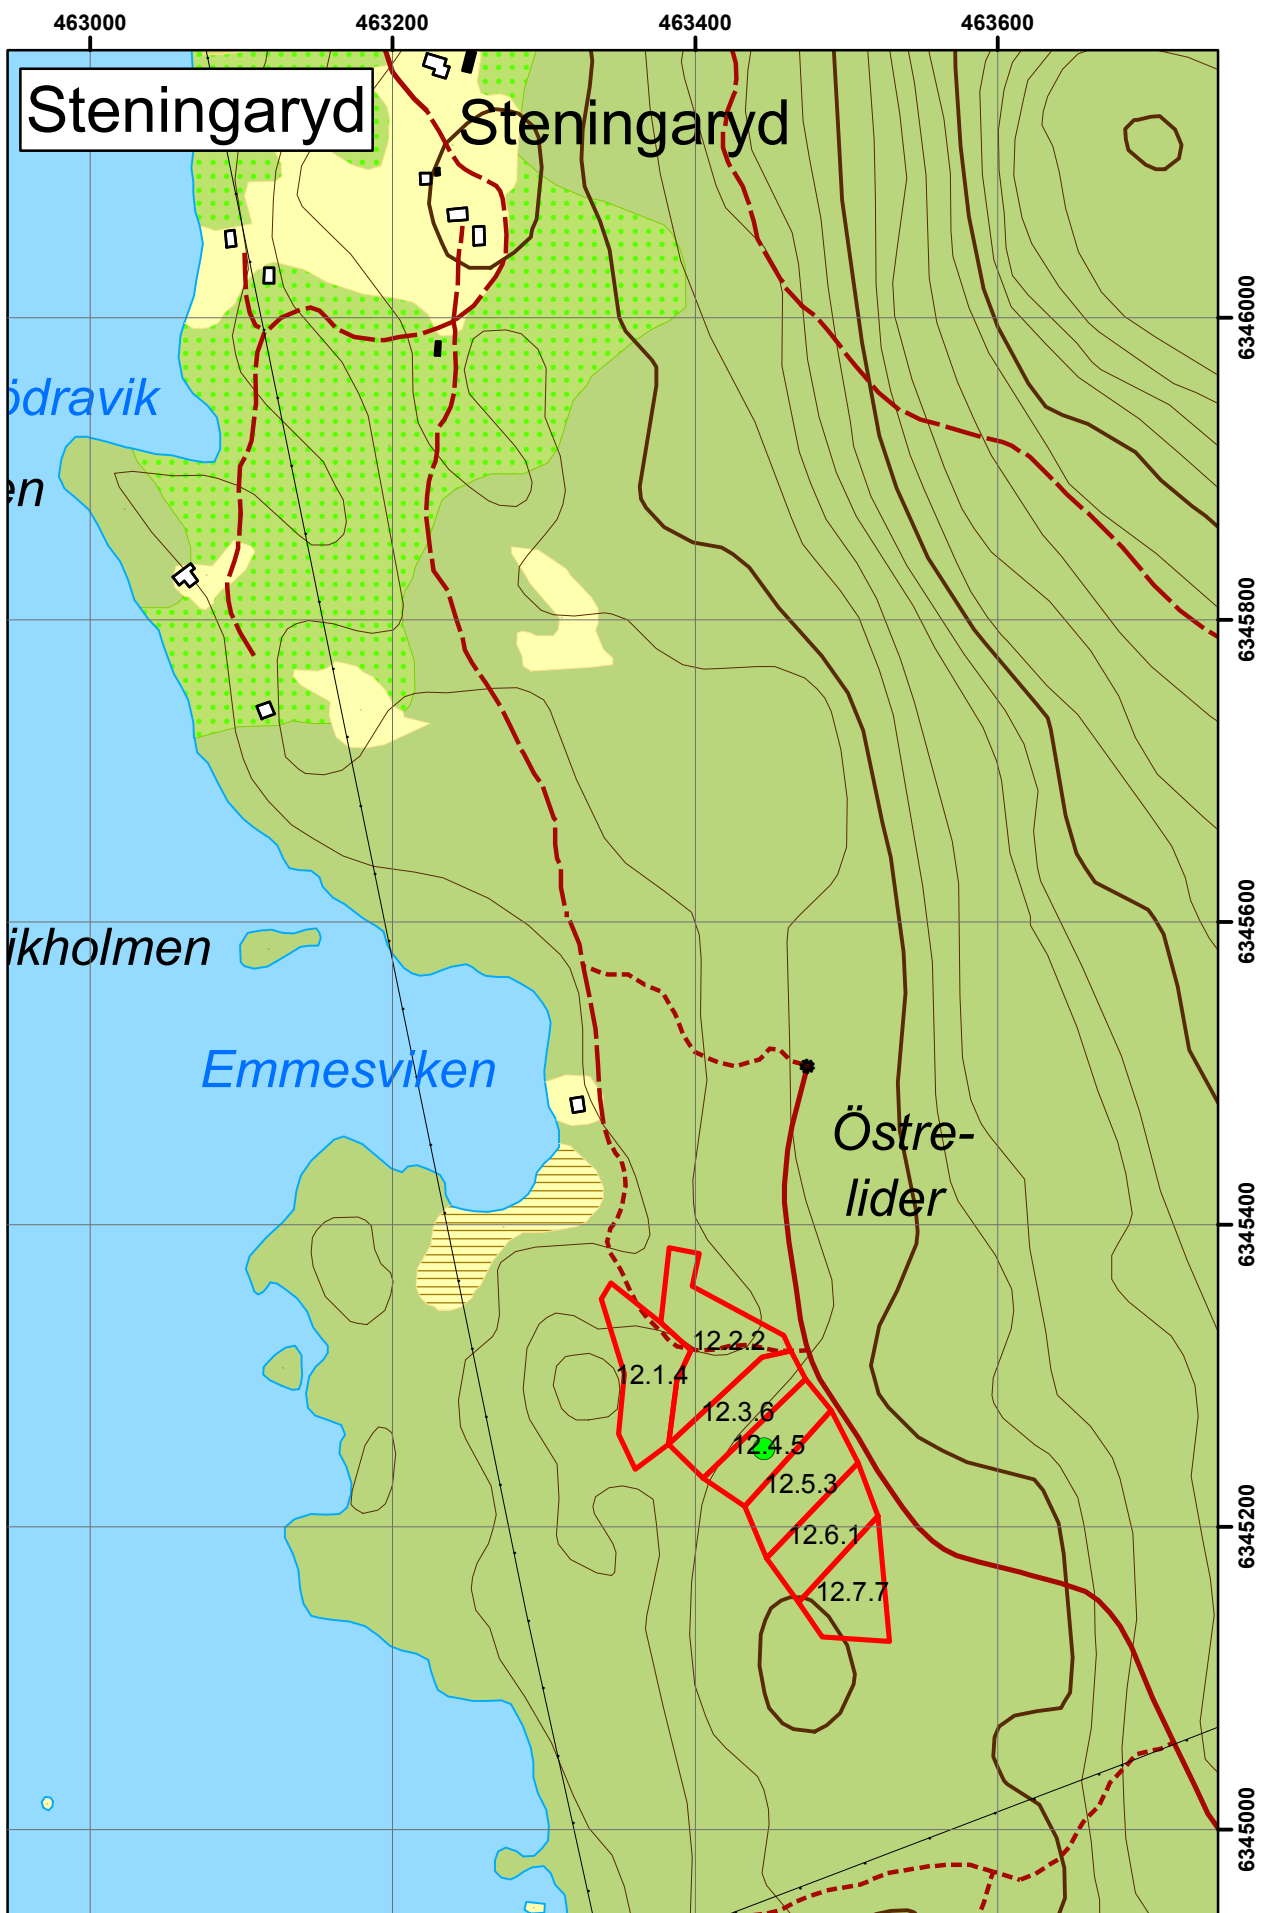 463000 463200 463400 463600
Steningaryd
Steningaryd
6346000
ödravik
en
6345800
6345600
ikholmen
Emmesviken
Östre-
lider
6345400
12.2.2
12.1.4
12.3.6
12.4.5
12.5.3
6345200
12.6.1
12.7.7
6345000